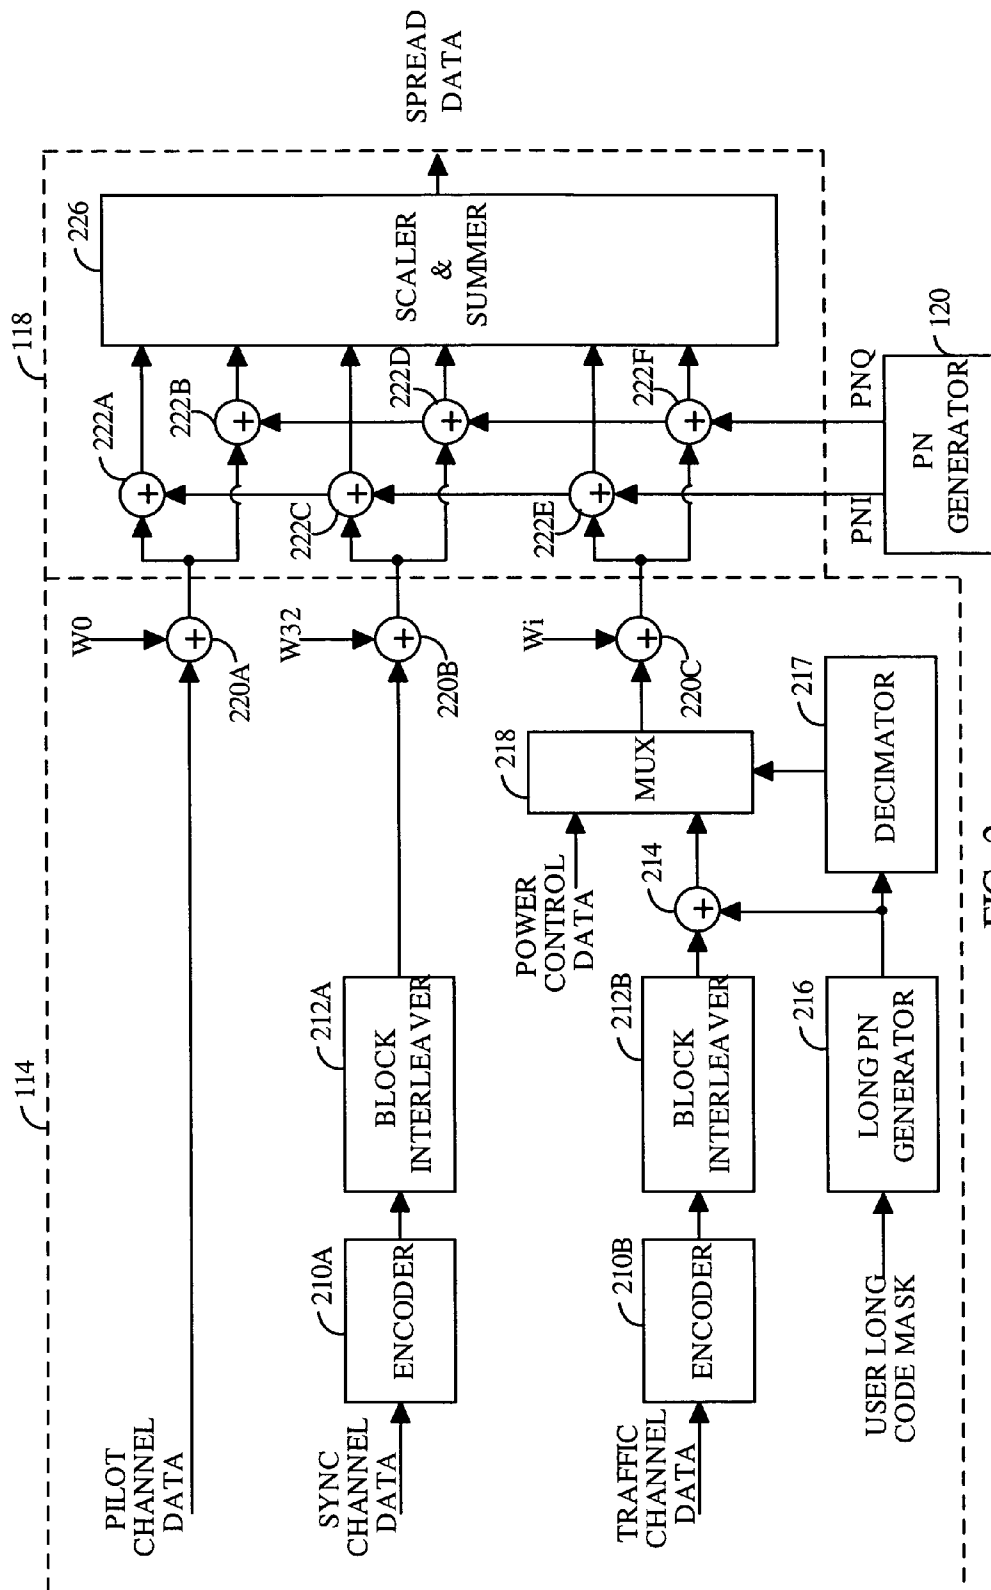 114
118
PILOT
CHANNEL
DATA
W0
220A
222A
222B
226
SCALER
&
SUMMER
SPREAD
DATA
SYNC
CHANNEL
DATA
210A
ENCODER
212A
BLOCK
INTERLEAVER
W32
220B
222C
222D
TRAFFIC
CHANNEL
DATA
210B
ENCODER
212B
BLOCK
INTERLEAVER
214
POWER
CONTROL
DATA
218
MUX
Wi
220C
222E
222F
USER LONG
CODE MASK
216
LONG PN
GENERATOR
217
DECIMATOR
PNI
PNQ
120
PN
GENERATOR